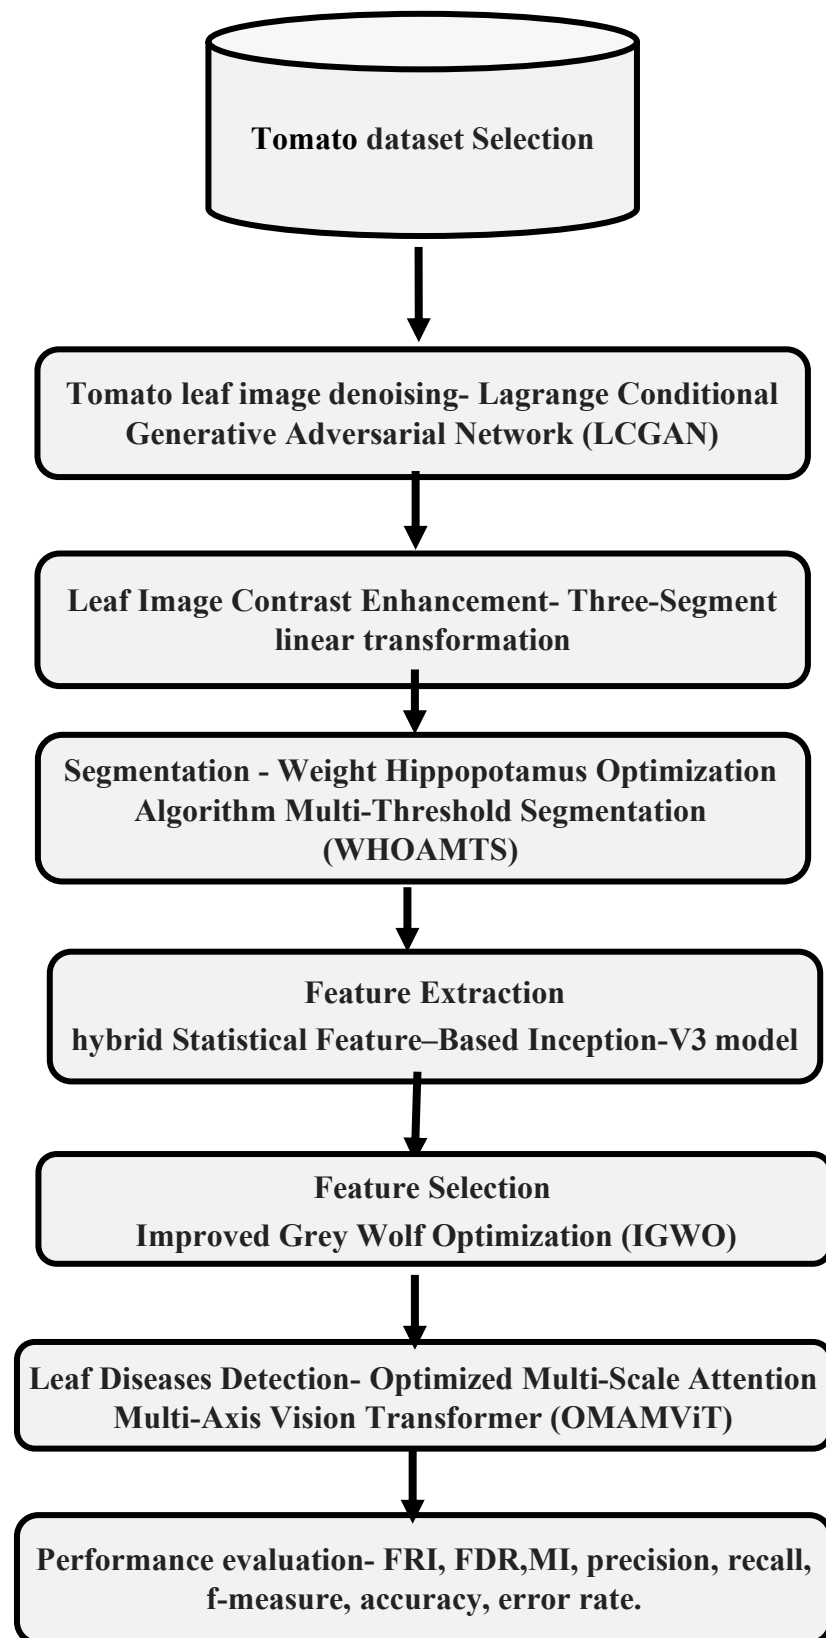 Tomato dataset Selection
Tomato leaf image denoising- Lagrange Conditional
Generative Adversarial Network (LCGAN)
Leaf Image Contrast Enhancement- Three-Segment
linear transformation
Segmentation - Weight Hippopotamus Optimization
Algorithm Multi-Threshold Segmentation
(WHOAMTS)
Feature Extraction
hybrid Statistical Feature–Based Inception-V3 model
Feature Selection
Improved Grey Wolf Optimization (IGWO)
Leaf Diseases Detection- Optimized Multi-Scale Attention
Multi-Axis Vision Transformer (OMAMViT)
Performance evaluation- FRI, FDR,MI, precision, recall,
f-measure, accuracy, error rate.